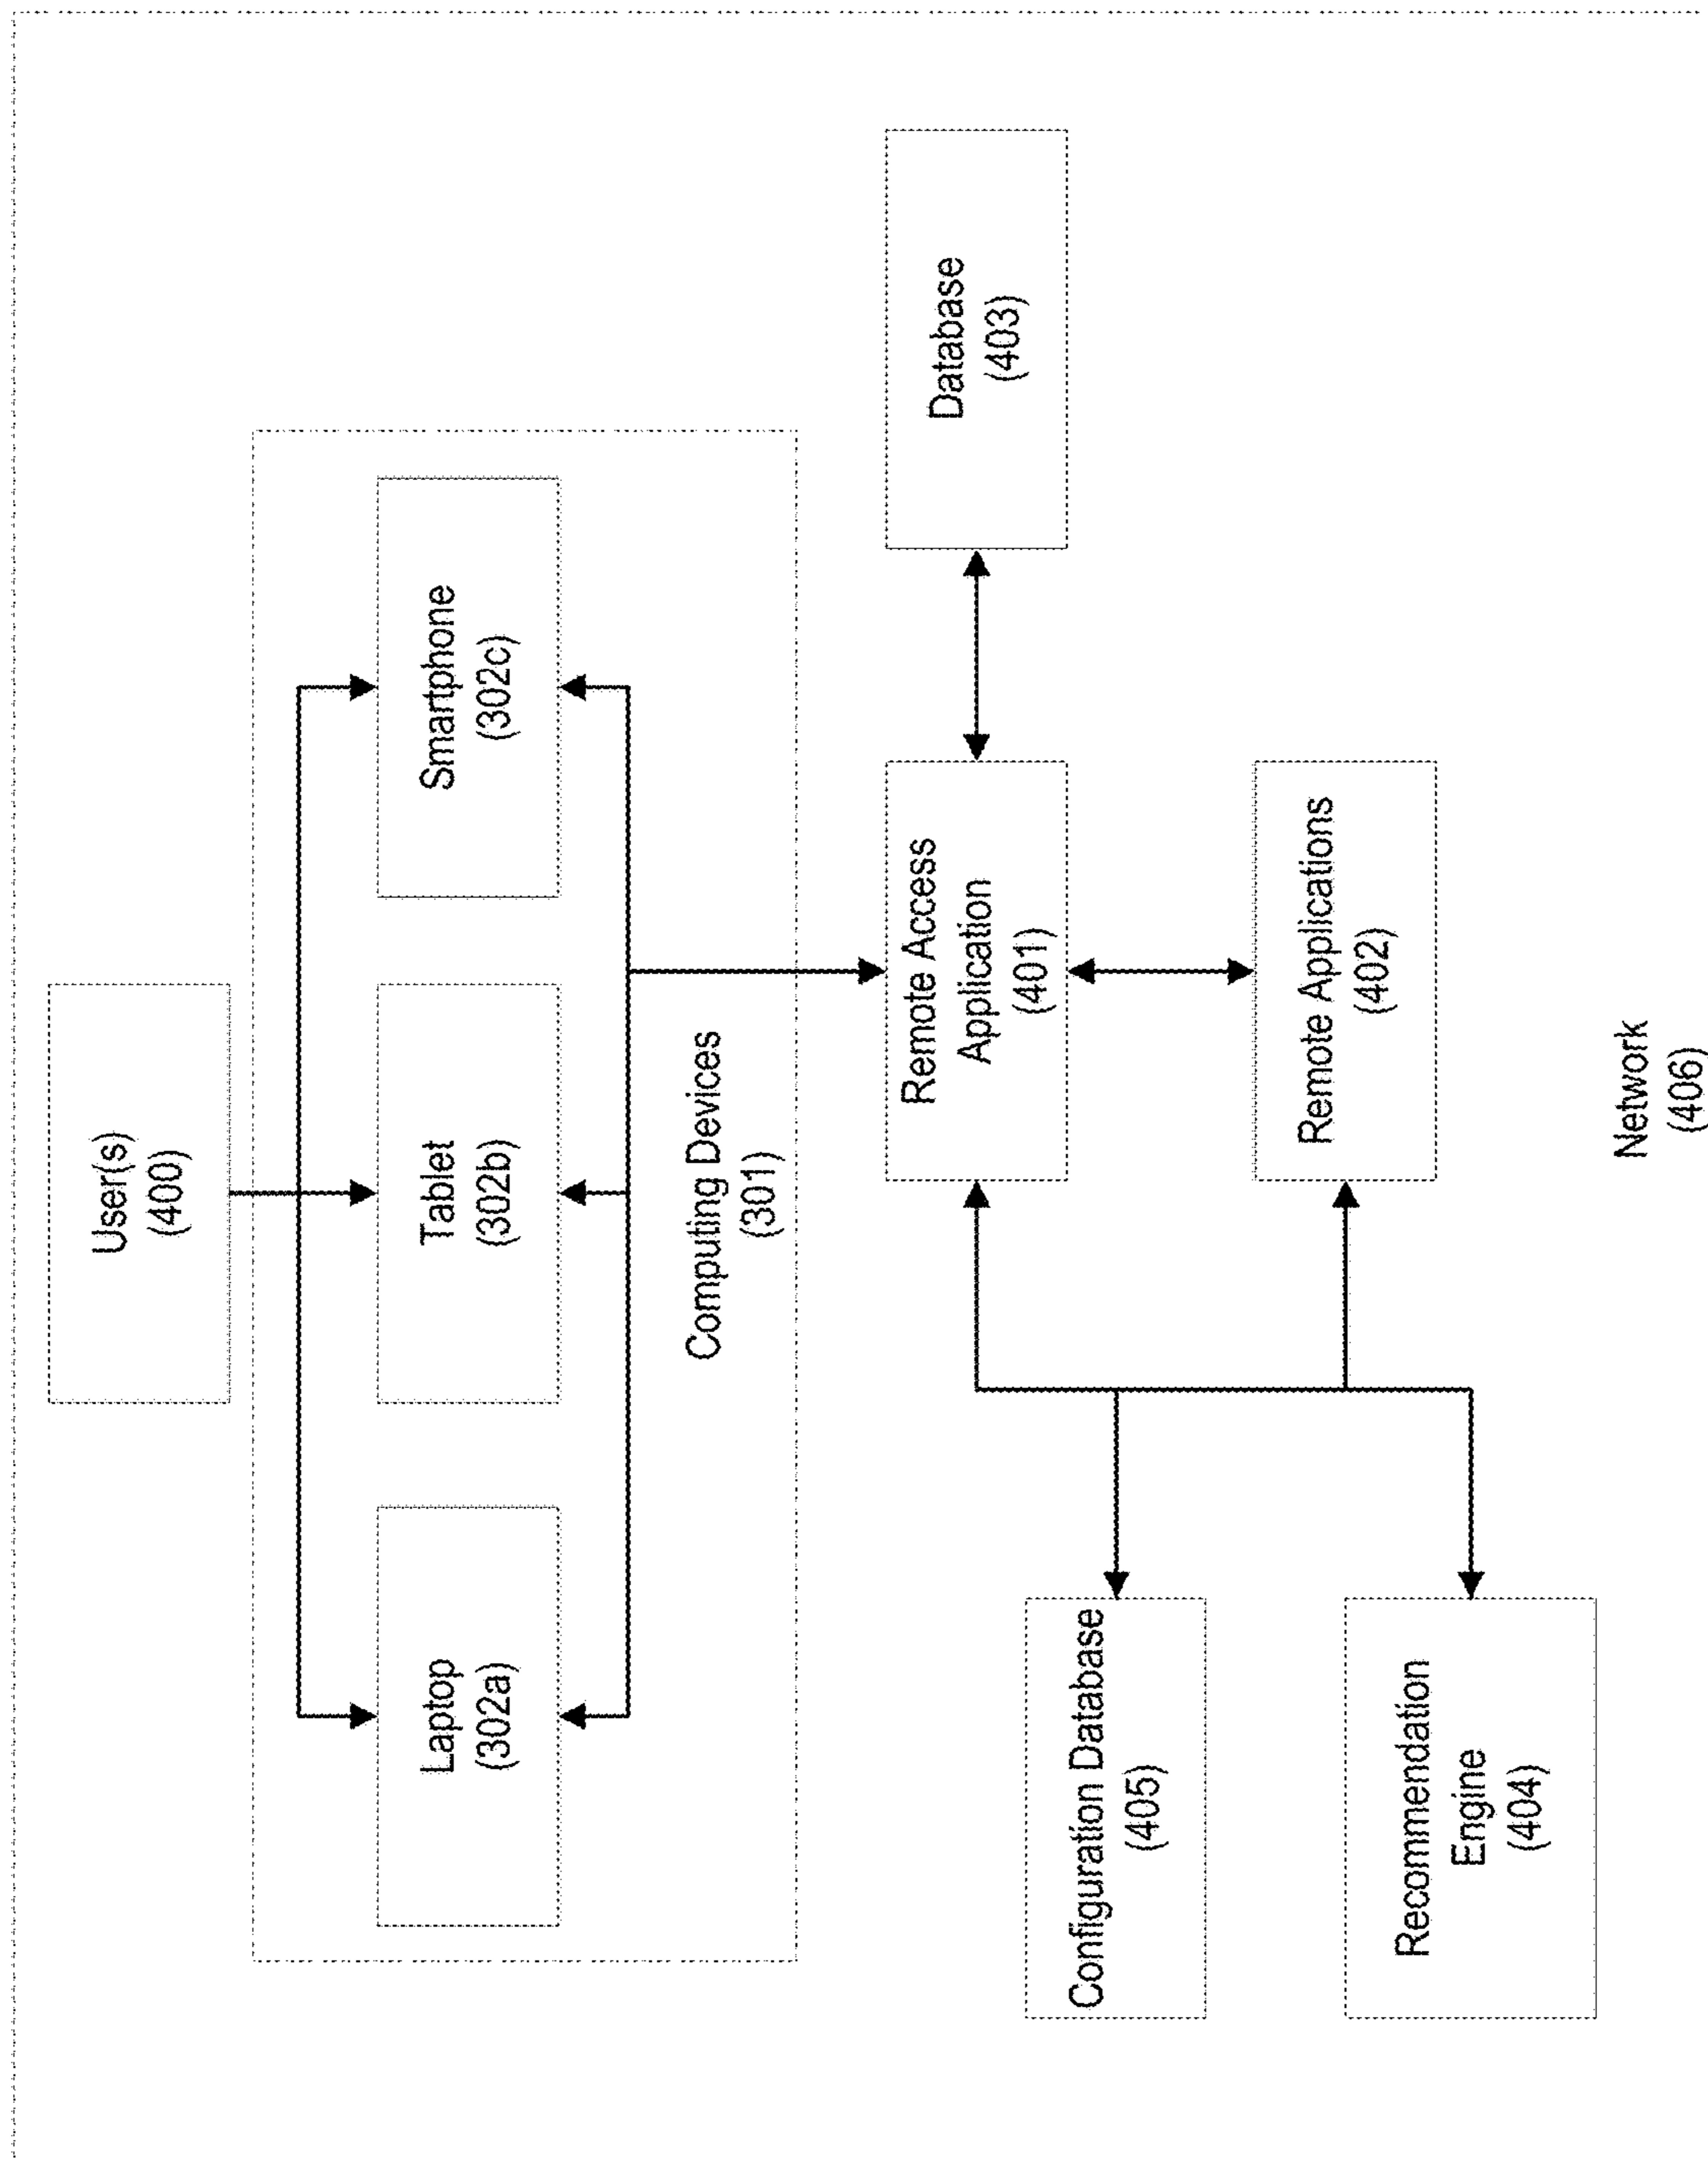 User(s)
(400)
Laptop
(302a)
Tablet
(302b)
Smartphone
(302c)
Computing Devices
(301)
Remote Access
Application
(401)
Database
(403)
Configuration Database
(405)
Remote Applications
(402)
Recommendation
Engine
(404)
Network
(406)